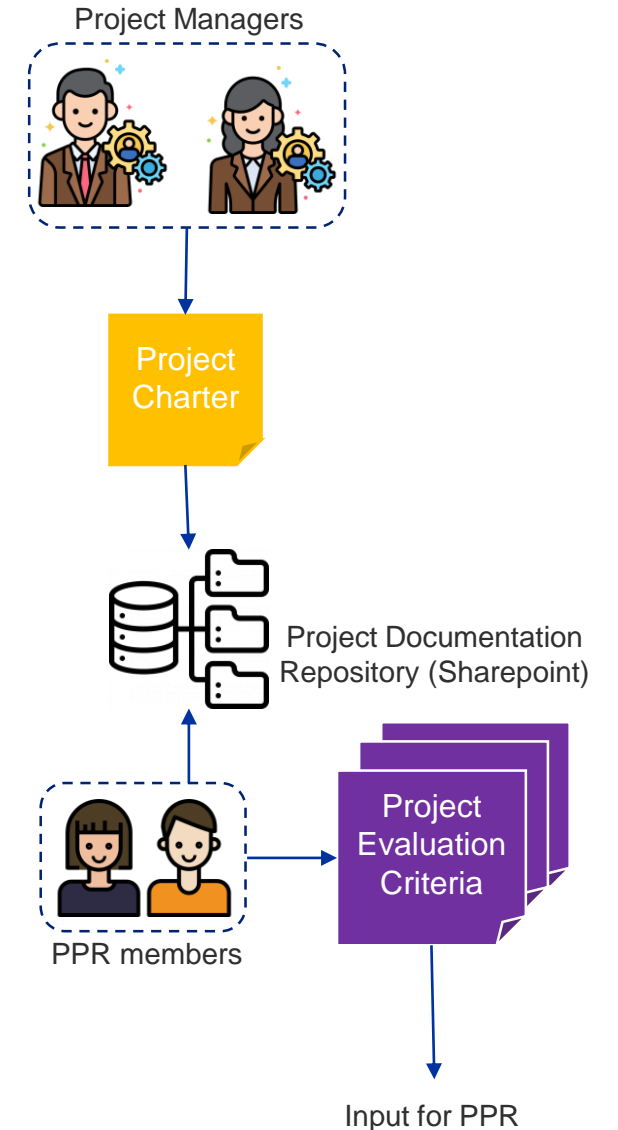 Project Managers
Project
Charter
Project Documentation
Repository (Sharepoint)
Project
Evaluation
Criteria
PPR members
Input for PPR